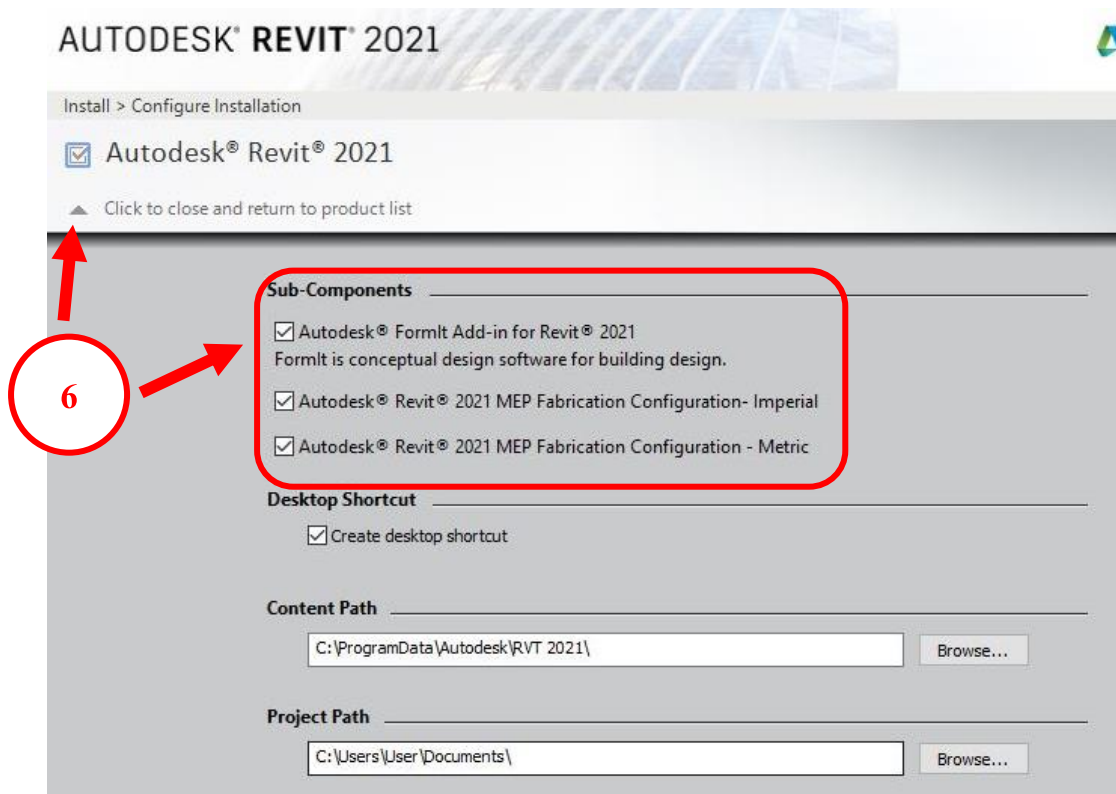 AUTODESK® REVIT® 2021
Install > Configure Installation
Autodesk® Revit® 2021
Click to close and return to product list
Sub-Components
Autodesk® FormIt Add-in for Revit® 2021
FormIt is conceptual design software for building design.
Autodesk® Revit® 2021 MEP Fabrication Configuration- Imperial
6
Autodesk® Revit® 2021 MEP Fabrication Configuration - Metric
Desktop Shortcut
Create desktop shortcut
Content Path
C:\ProgramData\Autodesk\RVT 2021\ Browse...
Project Path
C:\Users\User\Documents\ Browse...